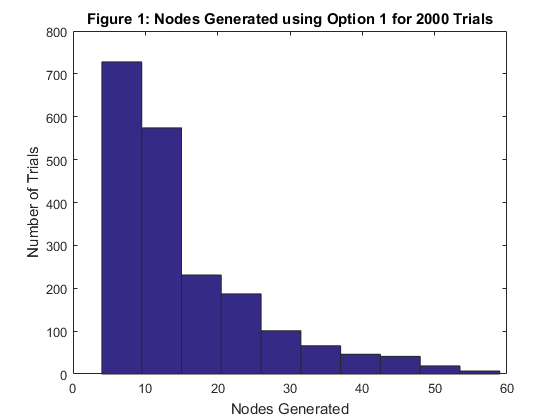 Figure 1: Nodes Generated using Option 1 for 2000 Trials
800
700
600
500
400
300
200
100
0
Number of Trials
0 10 20 30 40 50 60
Nodes Generated